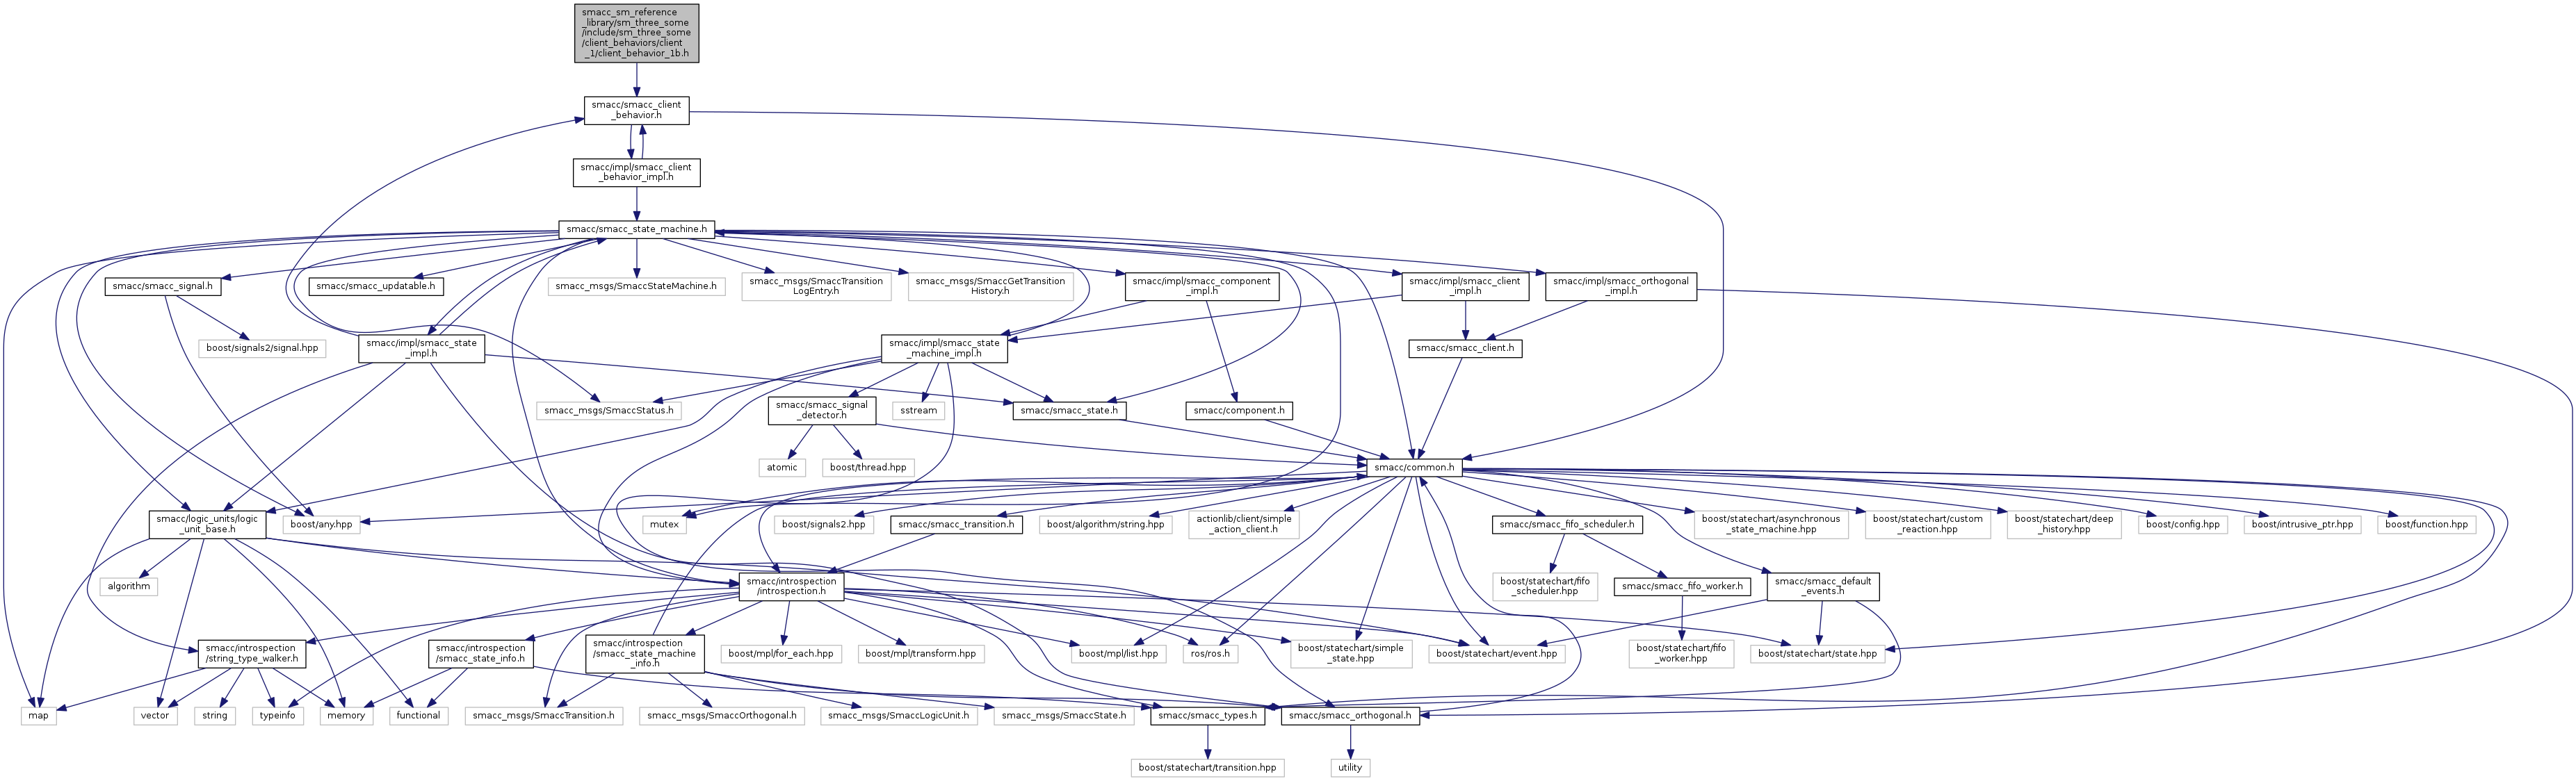 smacc_sm_reference
_library/sm_three_some
/include/sm_three_some
/client_behaviors/client
_1/client_behavior_1b.h
smacc/smacc_client
_behavior.h
smacc/impl/smacc_client
_behavior_impl.h
smacc/smacc_state_machine.h
smacc/smacc_signal.h
smacc/smacc_updatable.h
smacc_msgs/SmaccStateMachine.h
smacc_msgs/SmaccTransition
LogEntry.h
smacc_msgs/SmaccGetTransition
History.h
smacc/impl/smacc_component
_impl.h
smacc/impl/smacc_client
_impl.h
smacc/impl/smacc_orthogonal
_impl.h
boost/signals2/signal.hpp
smacc/impl/smacc_state
_impl.h
smacc/impl/smacc_state
_machine_impl.h
smacc/smacc_client.h
smacc_msgs/SmaccStatus.h
smacc/smacc_signal
_detector.h
sstream
smacc/smacc_state.h
smacc/component.h
atomic
boost/thread.hpp
smacc/common.h
smacc/logic_units/logic
_unit_base.h
boost/any.hpp
mutex
boost/signals2.hpp
smacc/smacc_transition.h
boost/algorithm/string.hpp
actionlib/client/simple
_action_client.h
smacc/smacc_fifo_scheduler.h
boost/statechart/asynchronous
_state_machine.hpp
boost/statechart/custom
_reaction.hpp
boost/statechart/deep
_history.hpp
boost/config.hpp
boost/intrusive_ptr.hpp
boost/function.hpp
algorithm
smacc/introspection
/introspection.h
boost/statechart/fifo
_scheduler.hpp
smacc/smacc_fifo_worker.h
smacc/smacc_default
_events.h
smacc/introspection
/string_type_walker.h
smacc/introspection
/smacc_state_info.h
smacc/introspection
/smacc_state_machine
_info.h
boost/mpl/for_each.hpp
boost/mpl/transform.hpp
boost/mpl/list.hpp
ros/ros.h
boost/statechart/simple
_state.hpp
boost/statechart/event.hpp
boost/statechart/fifo
_worker.hpp
boost/statechart/state.hpp
map
vector
string
typeinfo
memory
functional
smacc_msgs/SmaccTransition.h
smacc_msgs/SmaccOrthogonal.h
smacc_msgs/SmaccLogicUnit.h
smacc_msgs/SmaccState.h
smacc/smacc_types.h
smacc/smacc_orthogonal.h
boost/statechart/transition.hpp
utility